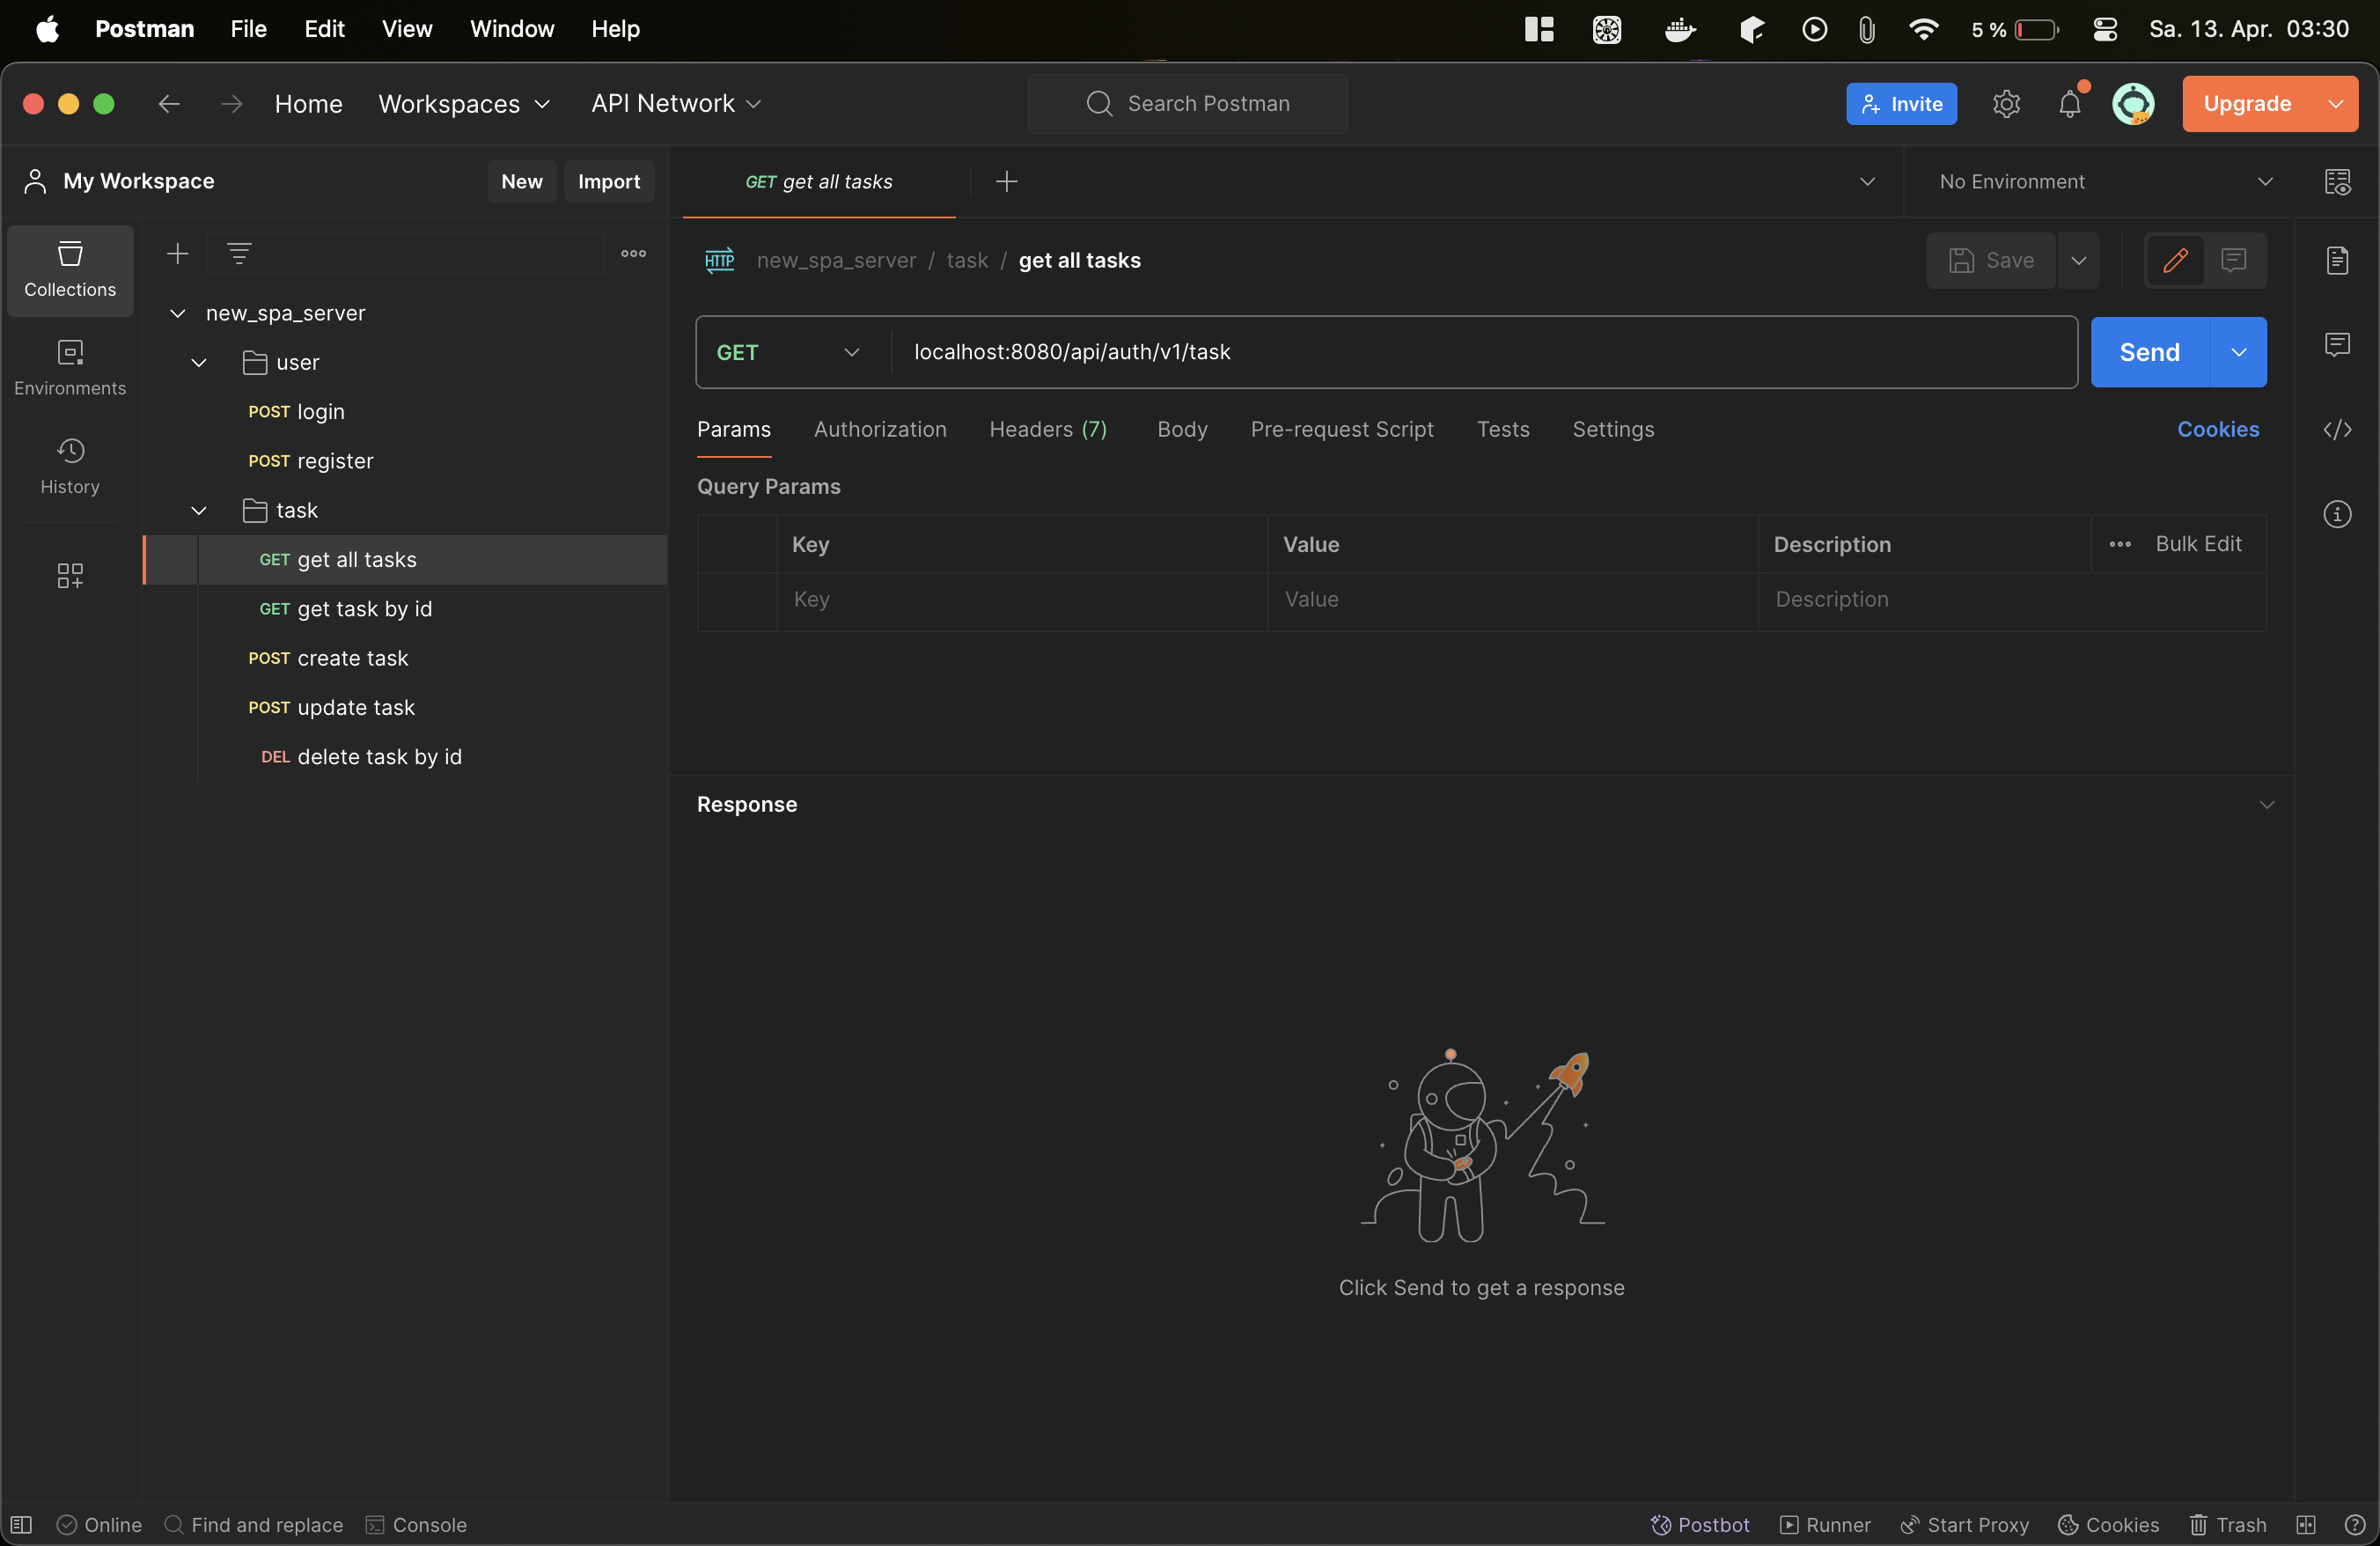 Postman File Edit View Window Help 5 % Sa. 13. Apr. 03:30
Home Workspaces API Network Search Postman Invite Upgrade
My Workspace New Import
GET get all tasks No Environment
Collections
Environments
History
new_spa_server
user
POST login
POST register
task
GET get all tasks
GET get task by id
POST create task
POST update task
DEL delete task by id
HTTP new_spa_server / task / get all tasks Save
GET localhost:8080/api/auth/v1/task Send
Params Authorization Headers (7) Body Pre-request Script Tests Settings Cookies
Query Params
Key Value Description Bulk Edit
Key Value Description
Response
Click Send to get a response
Online Find and replace Console Postbot Runner Start Proxy Cookies Trash